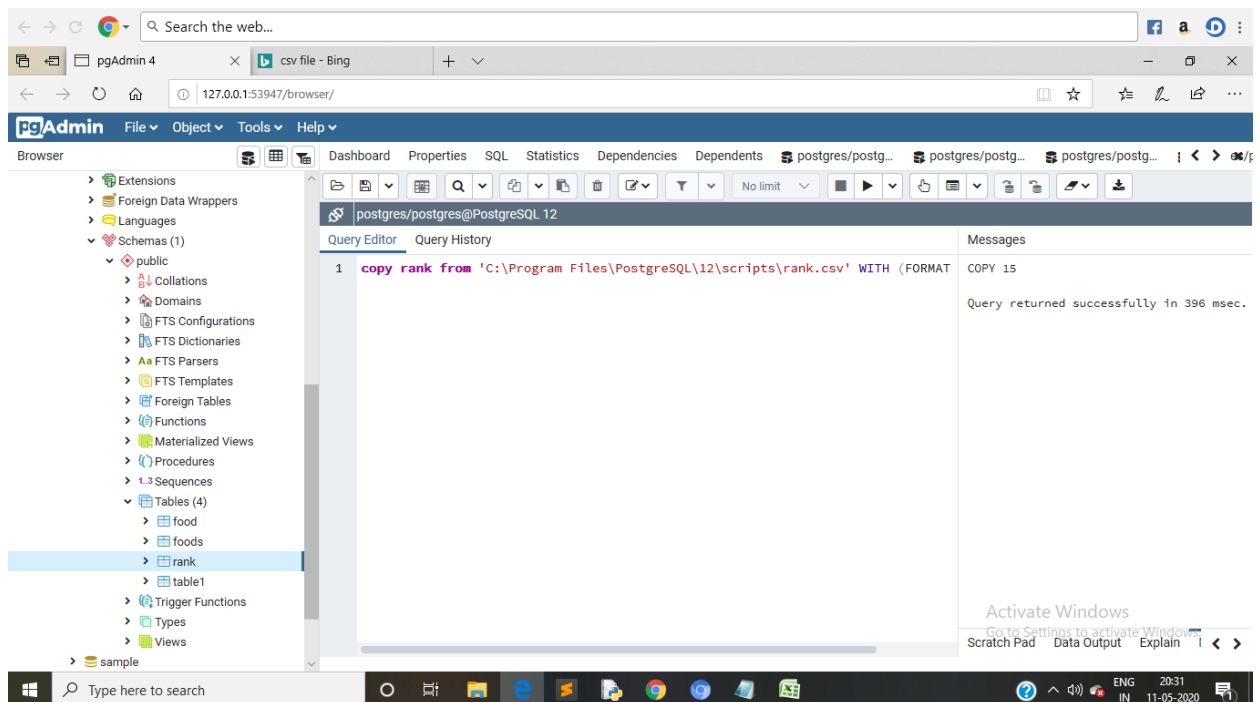 Search the web...
pgAdmin 4
csv file - Bing
127.0.0.1:53947/browser/
pgAdmin File Object Tools Help
Browser
Dashboard Properties SQL Statistics Dependencies Dependents postgres/postg... postgres/postg... postgres/postg...
Extensions
Foreign Data Wrappers
Languages
Schemas (1)
public
Collations
Domains
FTS Configurations
FTS Dictionaries
Aa FTS Parsers
FTS Templates
Foreign Tables
Functions
Materialized Views
Procedures
1..3 Sequences
Tables (4)
food
foods
rank
table1
Trigger Functions
Types
Views
sample
No limit
postgres/postgres@PostgreSQL 12
Query Editor Query History
1 copy rank from 'C:\Program Files\PostgreSQL\12\scripts\rank.csv' WITH (FORMAT
Messages
COPY 15
Query returned successfully in 396 msec.
Activate Windows
Go to Settings to activate Windows.
Scratch Pad Data Output Explain
Type here to search
ENG
IN
20:31
11-05-2020